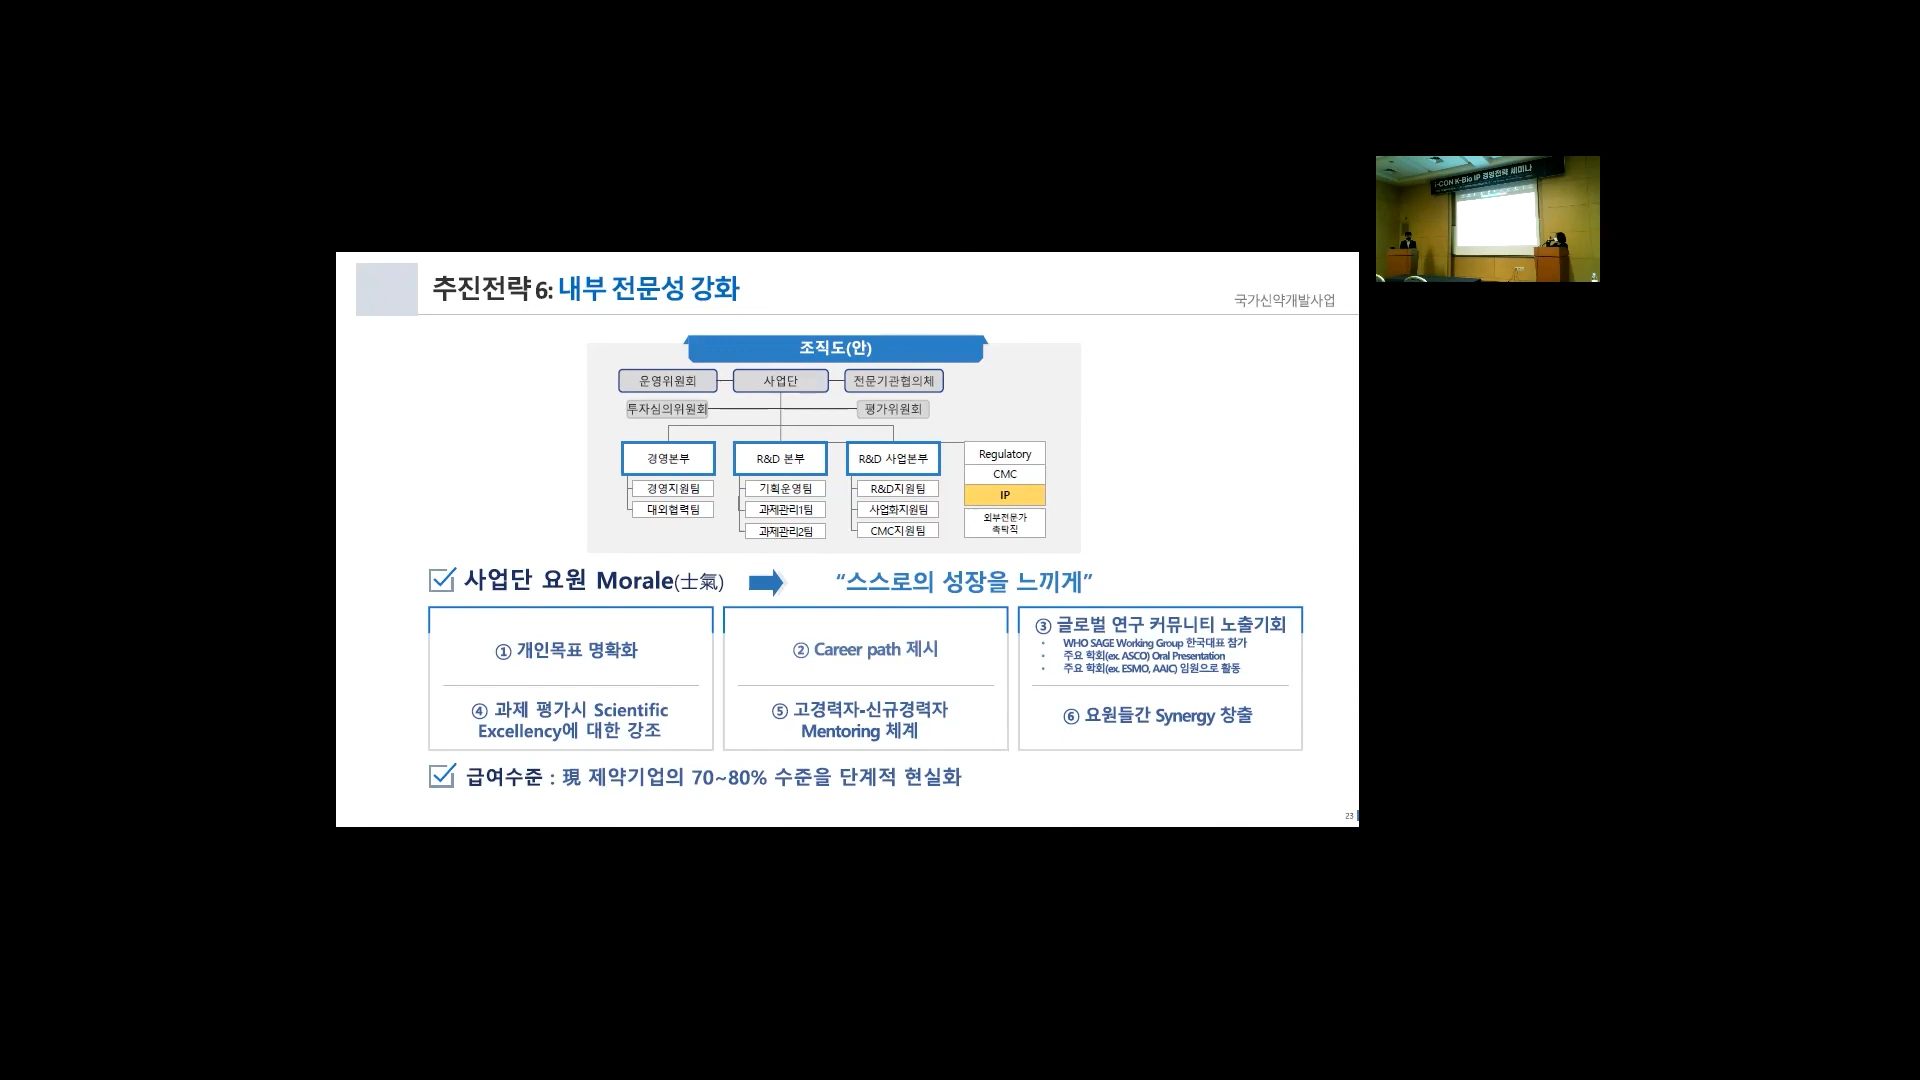 i-CON K-Bio IP 경영전략 세미나
추진전략 6: 내부 전문성 강화
국가신약개발사업
조직도(안)
운영위원회
사업단
전문기관협의체
투자심의위원회
평가위원회
경영본부
R&D 본부
R&D 사업본부
Regulatory
CMC
IP
외부전문가
촉탁직
경영지원팀
대외협력팀
기획운영팀
과제관리1팀
과제관리2팀
R&D지원팀
사업화지원팀
CMC지원팀
사업단 요원 Morale(士氣)
“스스로의 성장을 느끼게”
① 개인목표 명확화
② Career path 제시
③ 글로벌 연구 커뮤니티 노출기회
• WHO SAGE Working Group 한국대표 참가
• 주요 학회(ex. ASCO) Oral Presentation
• 주요 학회(ex. ESMO, AAIC) 임원으로 활동
④ 과제 평가시 Scientific
Excellency에 대한 강조
⑤ 고경력자-신규경력자
Mentoring 체계
⑥ 요원들간 Synergy 창출
급여수준 : 現 제약기업의 70~80% 수준을 단계적 현실화
23